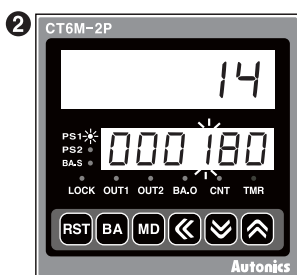 ❷
CT6M-2P
14
PS1
PS2
BA.S
000180
LOCK OUT1 OUT2 BA.O CNT TMR
RST BA MD
Autonics